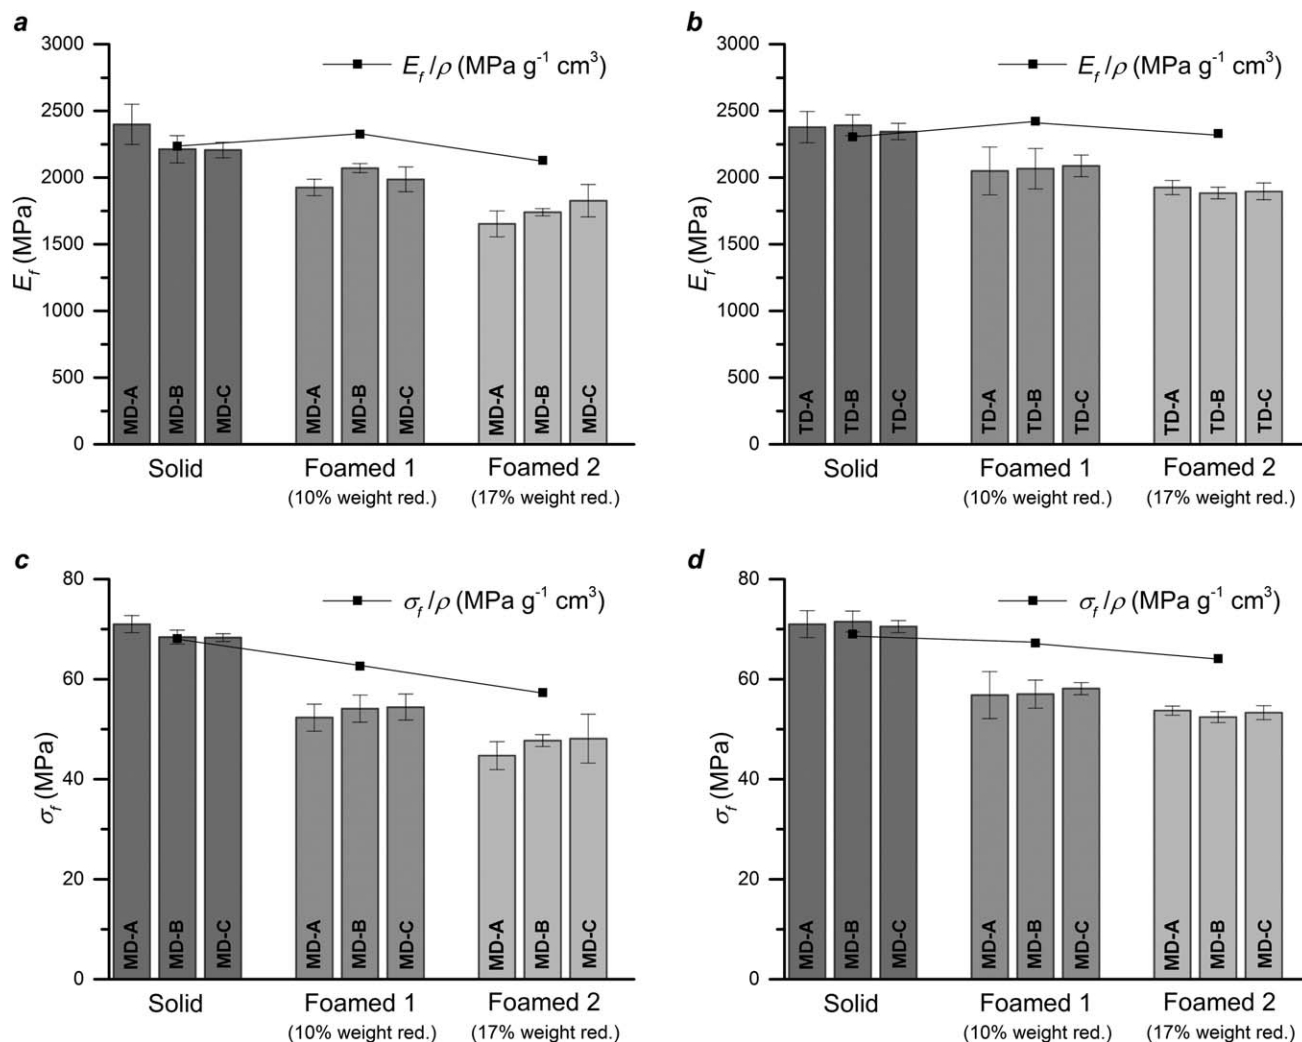 a
3000
2500
2000
1500
1000
500
0
E_f (MPa)
E_f /ρ (MPa g⁻¹ cm³)
MD-A
MD-B
MD-C
MD-A
MD-B
MD-C
MD-A
MD-B
MD-C
Solid
Foamed 1
(10% weight red.)
Foamed 2
(17% weight red.)
b
3000
2500
2000
1500
1000
500
0
E_f (MPa)
E_f /ρ (MPa g⁻¹ cm³)
TD-A
TD-B
TD-C
TD-A
TD-B
TD-C
TD-A
TD-B
TD-C
Solid
Foamed 1
(10% weight red.)
Foamed 2
(17% weight red.)
c
80
60
40
20
0
σ_f (MPa)
σ_f /ρ (MPa g⁻¹ cm³)
MD-A
MD-B
MD-C
MD-A
MD-B
MD-C
MD-A
MD-B
MD-C
Solid
Foamed 1
(10% weight red.)
Foamed 2
(17% weight red.)
d
80
60
40
20
0
σ_f (MPa)
σ_f /ρ (MPa g⁻¹ cm³)
MD-A
MD-B
MD-C
MD-A
MD-B
MD-C
MD-A
MD-B
MD-C
Solid
Foamed 1
(10% weight red.)
Foamed 2
(17% weight red.)